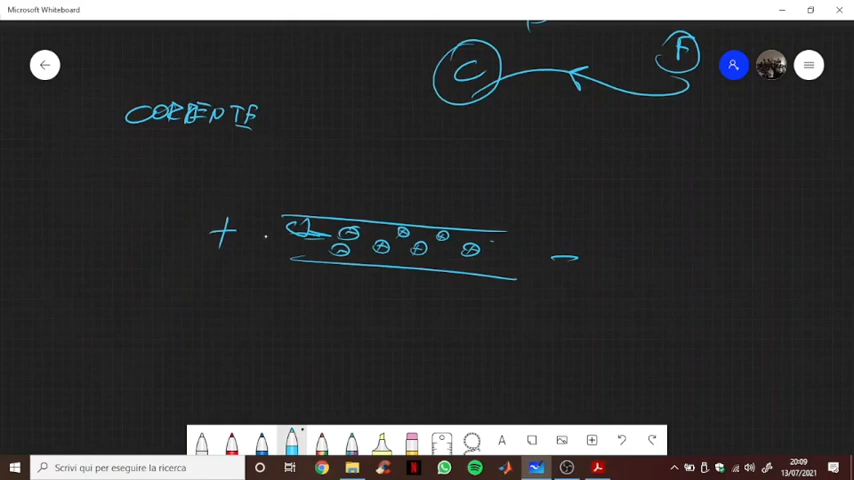 Microsoft Whiteboard
C
F
CORRENTE
+
-
A
Scrivi qui per eseguire la ricerca
20:09
13/07/2021